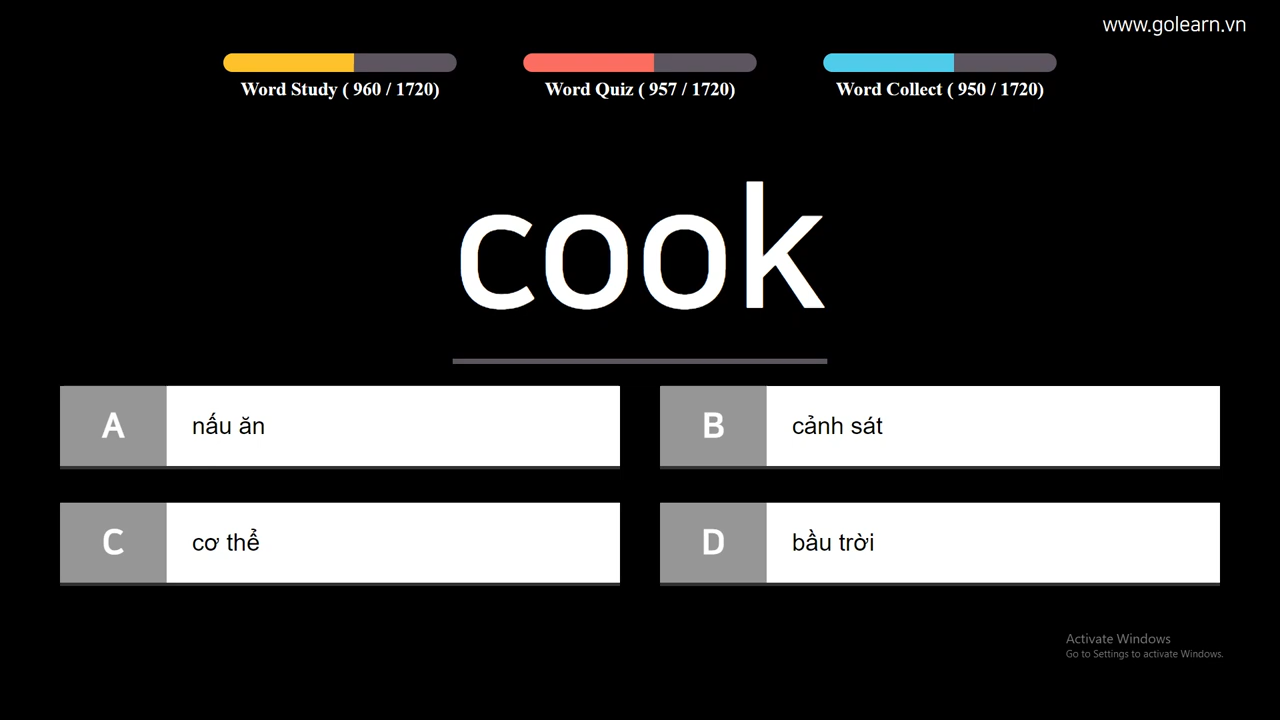 www.golearn.vn
Word Study ( 960 / 1720)
Word Quiz ( 957 / 1720)
Word Collect ( 950 / 1720)
cook
A nấu ăn
B cảnh sát
C cơ thể
D bầu trời
Activate Windows
Go to Settings to activate Windows.